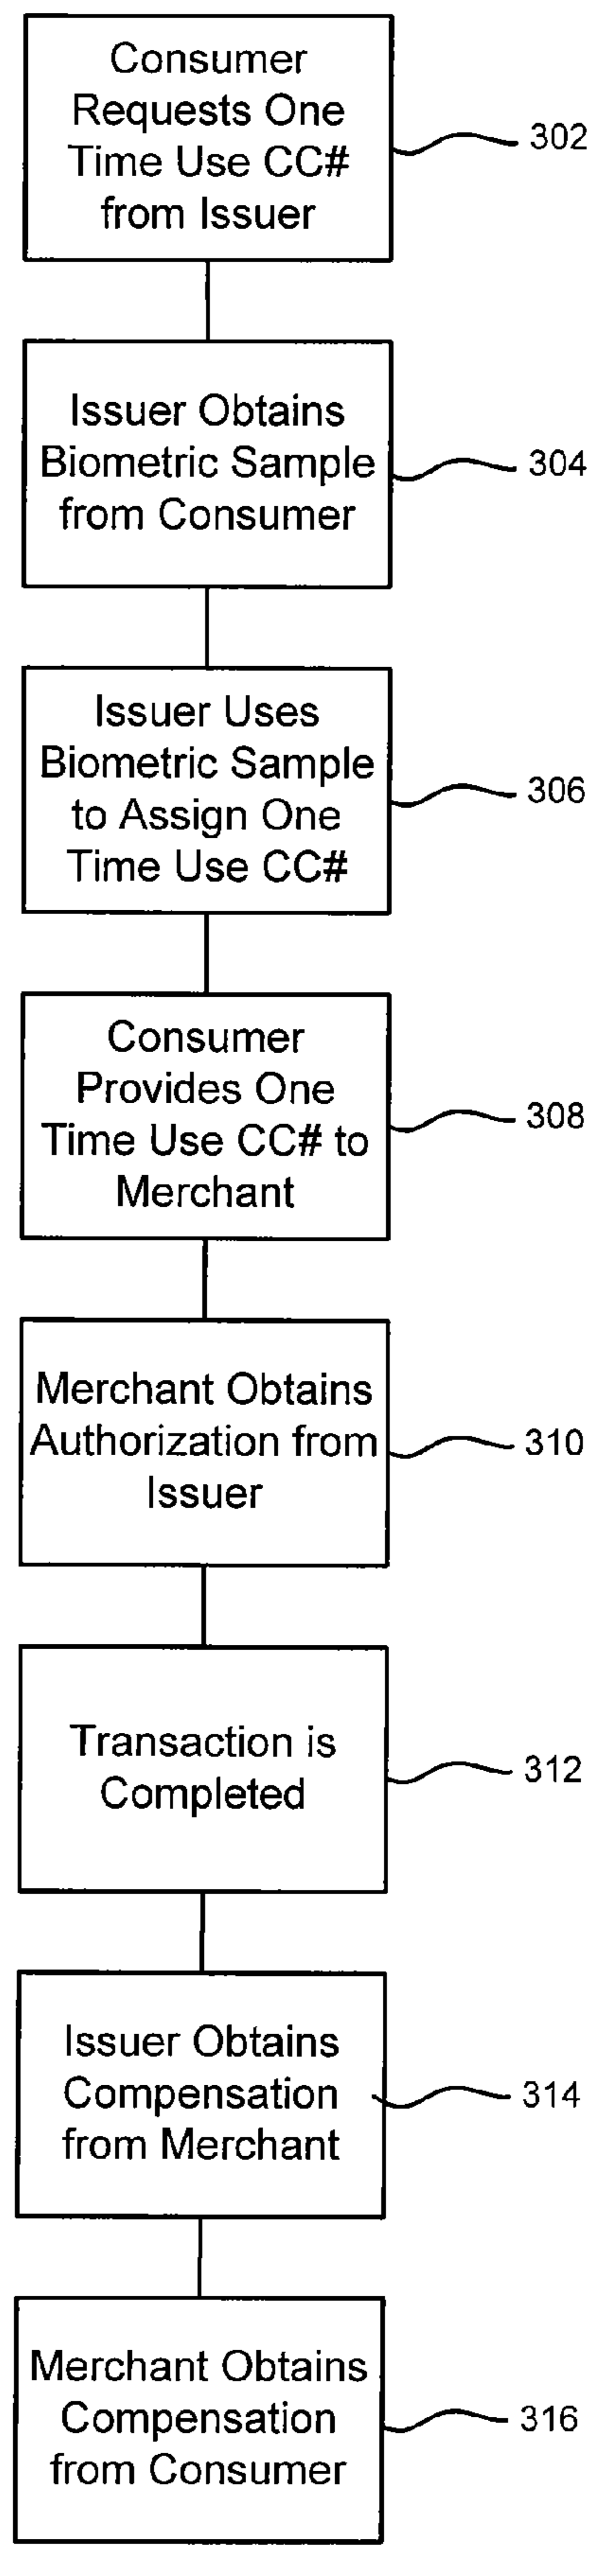 Consumer
Requests One
Time Use CC#
from Issuer
302
Issuer Obtains
Biometric Sample
from Consumer
304
Issuer Uses
Biometric Sample
to Assign One
Time Use CC#
306
Consumer
Provides One
Time Use CC# to
Merchant
308
Merchant Obtains
Authorization from
Issuer
310
Transaction is
Completed
312
Issuer Obtains
Compensation
from Merchant
314
Merchant Obtains
Compensation
from Consumer
316